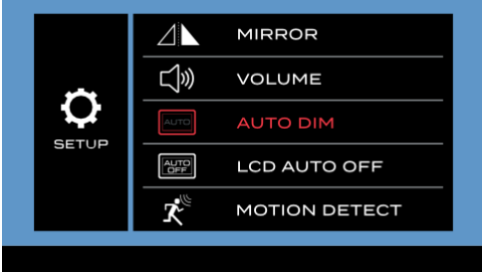 SETUP
MIRROR
VOLUME
AUTO
AUTO DIM
AUTO
OFF
LCD AUTO OFF
MOTION DETECT